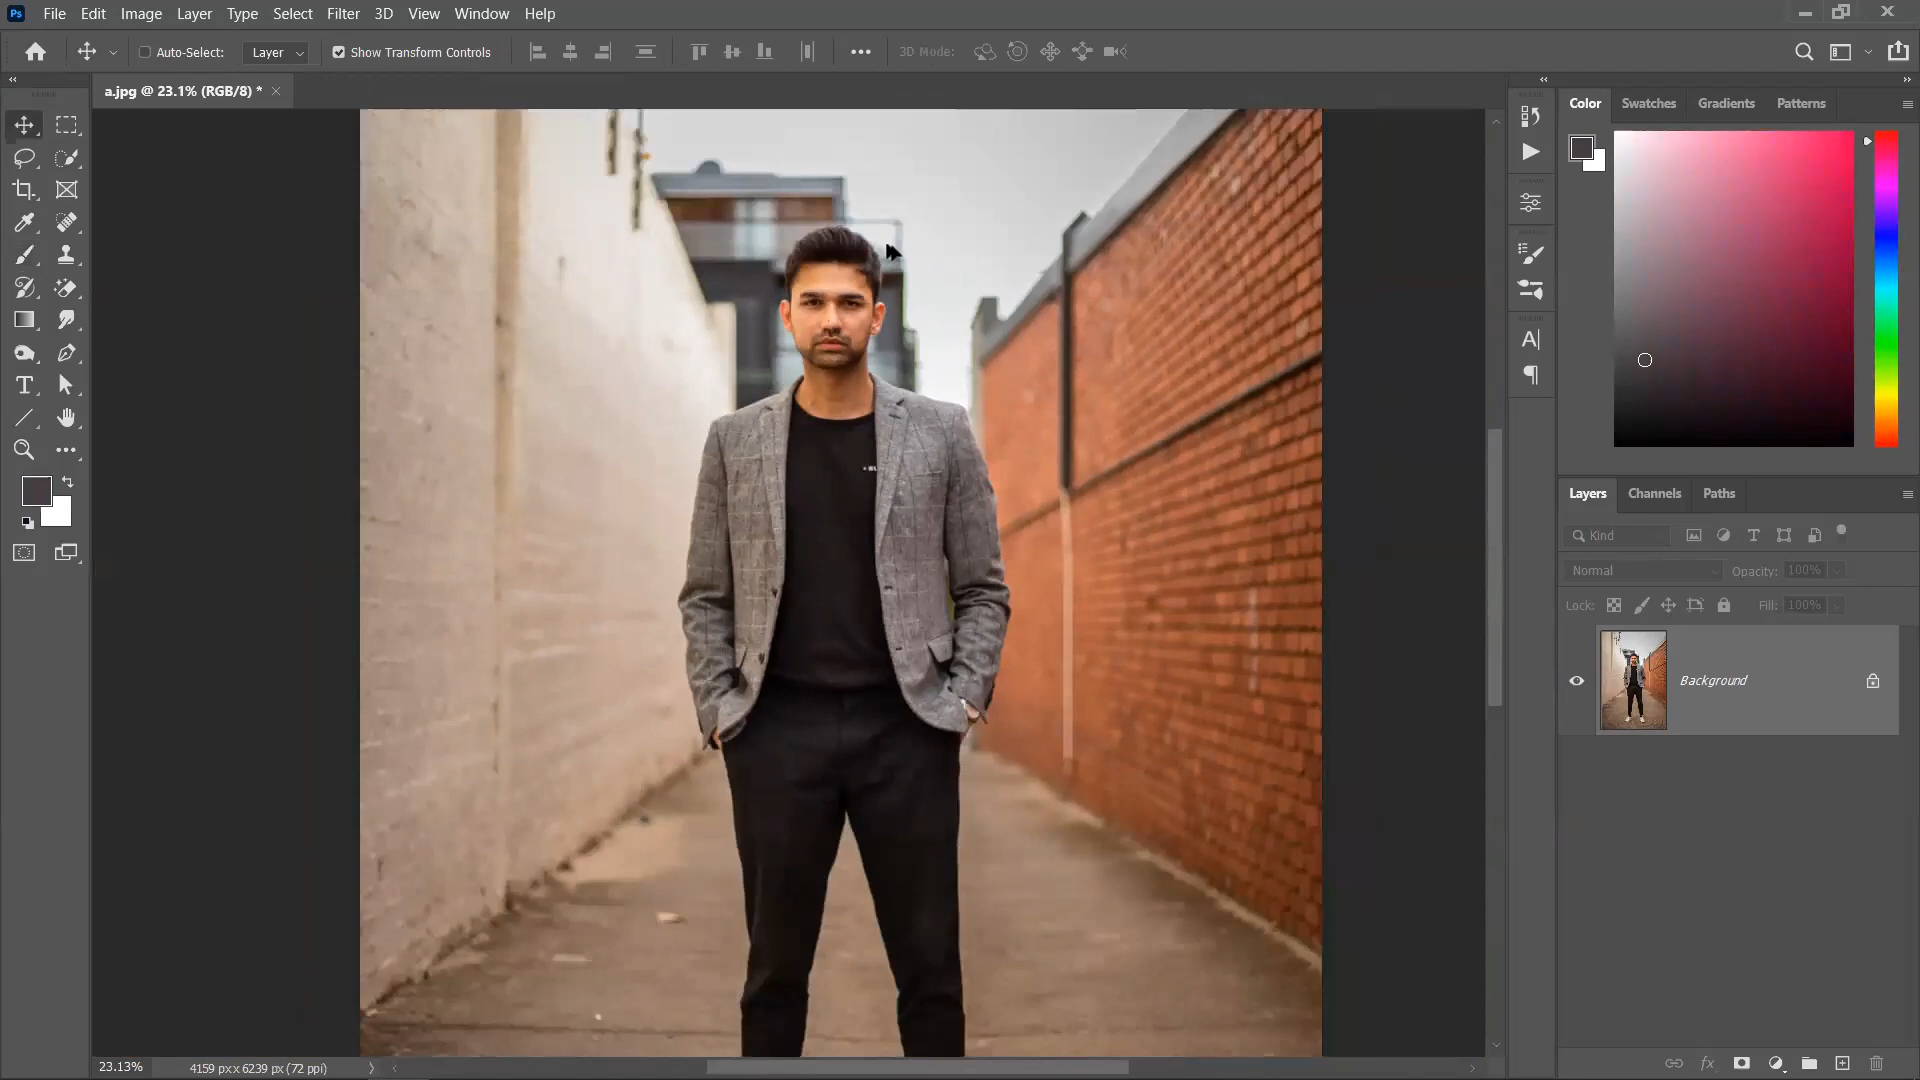 Ps File Edit Image Layer Type Select Filter 3D View Window Help
Auto-Select: Layer Show Transform Controls 3D Mode:
a.jpg @ 23.1% (RGB/8) *
Color Swatches Gradients Patterns
Layers Channels Paths
Kind
Normal Opacity: 100%
Lock: Fill: 100%
Background
23.13% 4159 px x 6239 px (72 ppi)